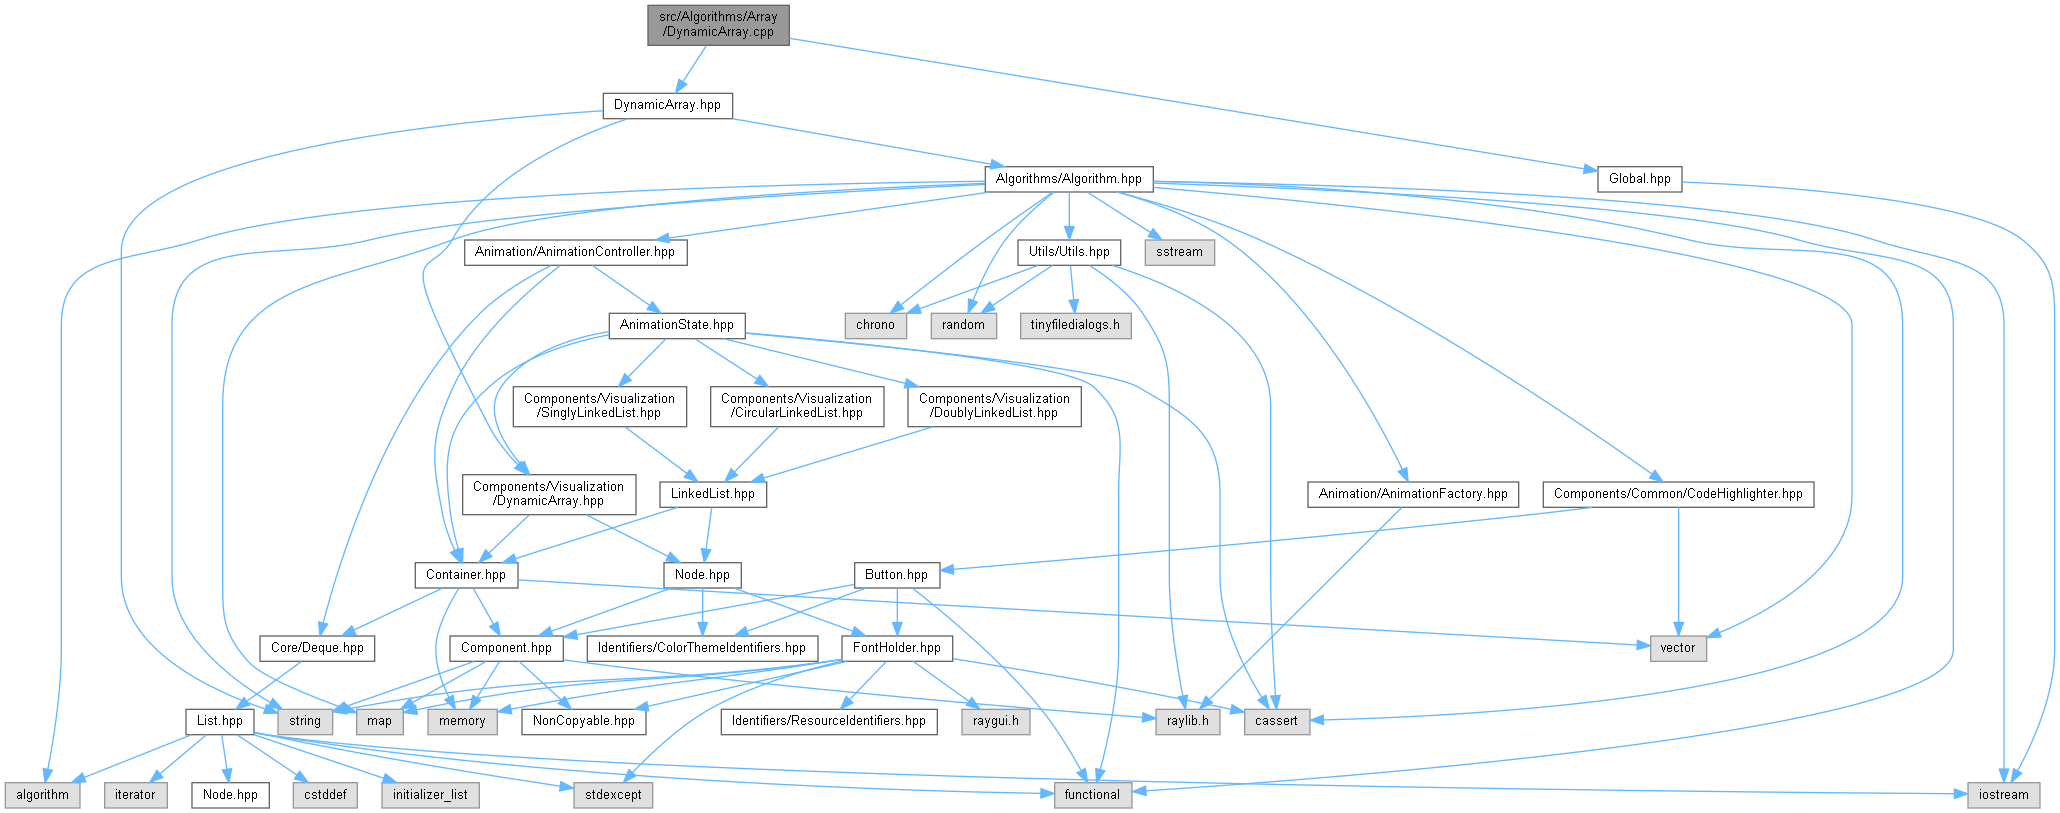 src/Algorithms/Array
/DynamicArray.cpp
DynamicArray.hpp
Algorithms/Algorithm.hpp
Global.hpp
Animation/AnimationController.hpp
Utils/Utils.hpp
sstream
AnimationState.hpp
chrono
random
tinyfiledialogs.h
Components/Visualization
/SinglyLinkedList.hpp
Components/Visualization
/CircularLinkedList.hpp
Components/Visualization
/DoublyLinkedList.hpp
Components/Visualization
/DynamicArray.hpp
LinkedList.hpp
Animation/AnimationFactory.hpp
Components/Common/CodeHighlighter.hpp
Container.hpp
Node.hpp
Button.hpp
Core/Deque.hpp
Component.hpp
Identifiers/ColorThemeIdentifiers.hpp
FontHolder.hpp
vector
List.hpp
string
map
memory
NonCopyable.hpp
Identifiers/ResourceIdentifiers.hpp
raygui.h
raylib.h
cassert
algorithm
iterator
Node.hpp
cstddef
initializer_list
stdexcept
functional
iostream